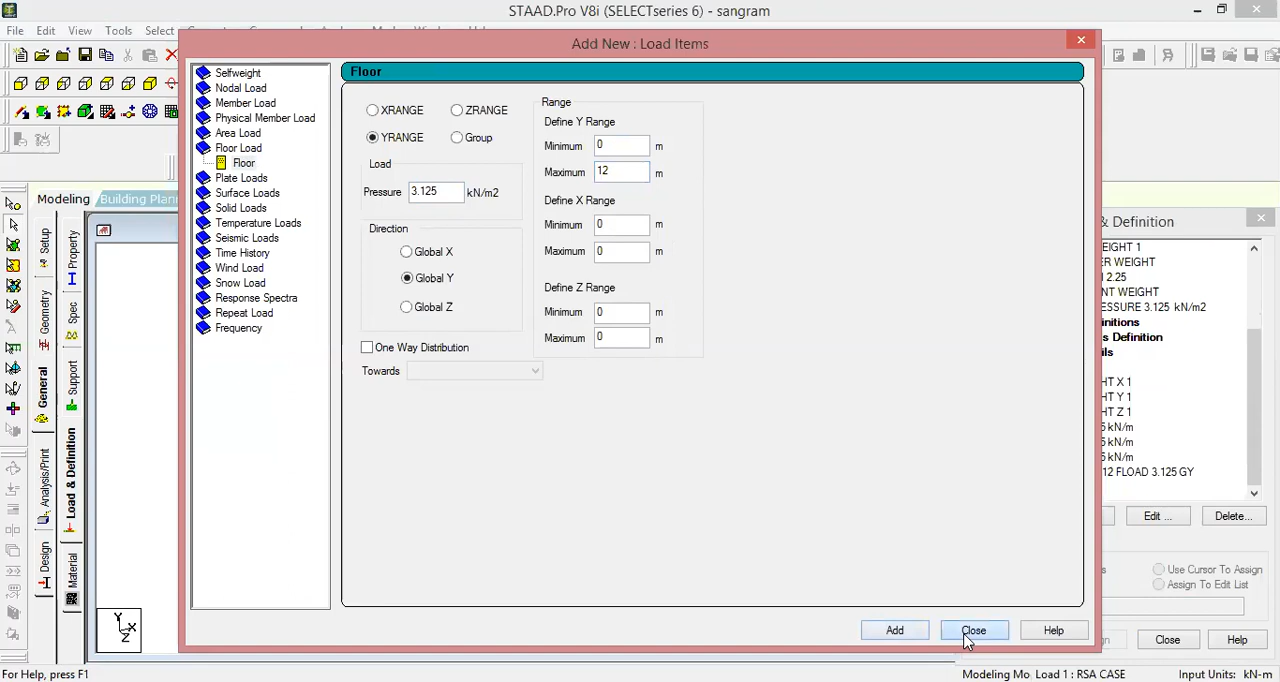 STAAD.Pro V8i (SELECTseries 6) - sangram
File Edit View Tools Select
Add New : Load Items
Selfweight
Nodal Load
Member Load
Physical Member Load
Area Load
Floor Load
Floor
Plate Loads
Surface Loads
Solid Loads
Temperature Loads
Seismic Loads
Time History
Wind Load
Snow Load
Response Spectra
Repeat Load
Frequency
Floor
XRANGE ZRANGE
YRANGE Group
Load
Pressure 3.125 kN/m2
Direction
Global X
Global Y
Global Z
One Way Distribution
Towards
Range
Define Y Range
Minimum 0 m
Maximum 12 m
Define X Range
Minimum 0 m
Maximum 0 m
Define Z Range
Minimum 0 m
Maximum 0 m
Add Close Help
Modeling Building Plan
Setup
Geometry
General
Analysis/Print
Design
Property
Spec
Support
Load & Definition
Material
Y
X
Z
& Definition
EIGHT 1
ER WEIGHT
2.25
NT WEIGHT
ESSURE 3.125 kN/m2
initions
s Definition
ils
HT X 1
HT Y 1
HT Z 1
kN/m
kN/m
kN/m
12 FLOAD 3.125 GY
Edit ... Delete...
Use Cursor To Assign
Assign To Edit List
Close Help
For Help, press F1
Modeling Mo Load 1 : RSA CASE Input Units: kN-m